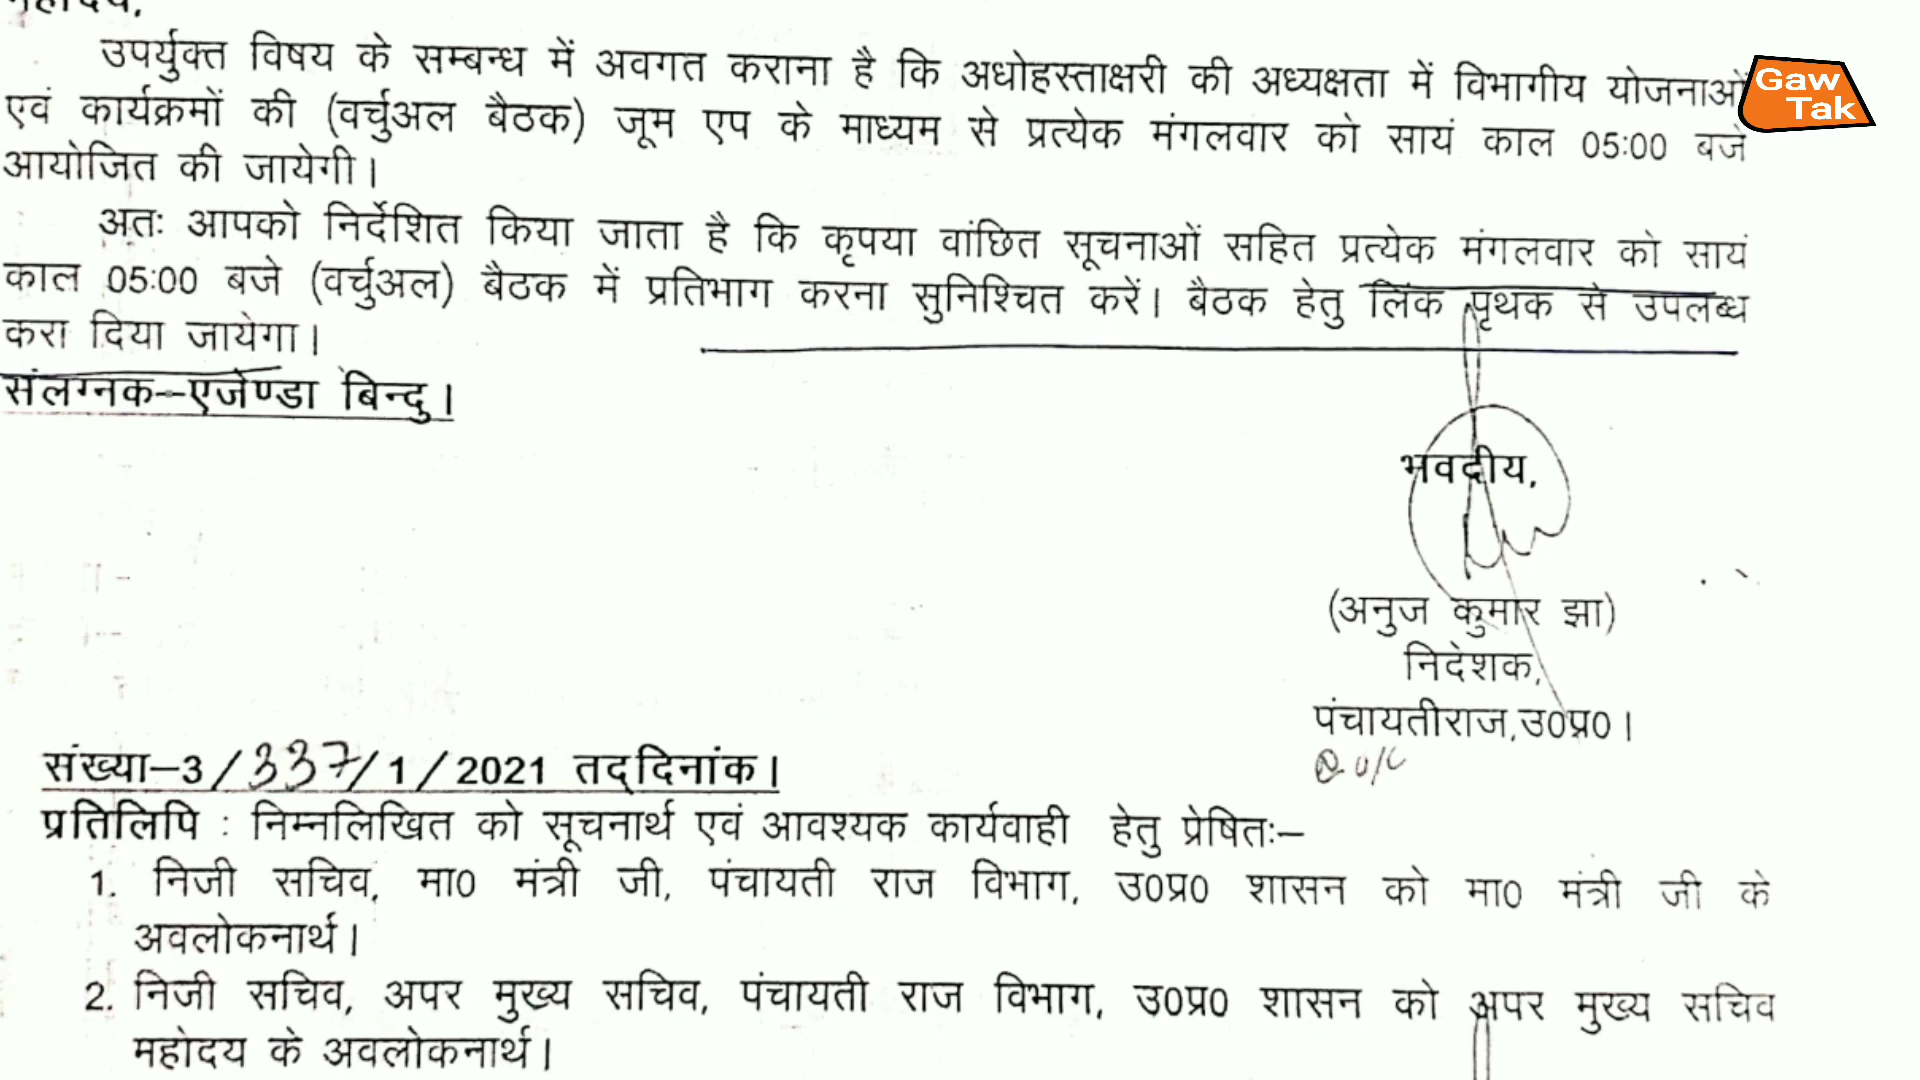 महोदय,
उपर्युक्त विषय के सम्बन्ध में अवगत कराना है कि अधोहस्ताक्षरी की अध्यक्षता में विभागीय योजनाओं
एवं कार्यक्रमों की (वर्चुअल बैठक) जूम एप के माध्यम से प्रत्येक मंगलवार को सायं काल 05:00 बजे
आयोजित की जायेगी।
अतः आपको निर्देशित किया जाता है कि कृपया वांछित सूचनाओं सहित प्रत्येक मंगलवार को सायं
काल 05:00 बजे (वर्चुअल) बैठक में प्रतिभाग करना सुनिश्चित करें। बैठक हेतु लिंक पृथक से उपलब्ध
करा दिया जायेगा।
संलग्नक–एजेण्डा बिन्दु।
भवदीय,
(अनुज कुमार झा)
निदेशक,
पंचायतीराज,उ0प्र0।
संख्या–3/337/1/2021 तद्दिनांक।
प्रतिलिपि : निम्नलिखित को सूचनार्थ एवं आवश्यक कार्यवाही हेतु प्रेषितः–
1. निजी सचिव, मा0 मंत्री जी, पंचायती राज विभाग, उ0प्र0 शासन को मा0 मंत्री जी के
अवलोकनार्थ।
2. निजी सचिव, अपर मुख्य सचिव, पंचायती राज विभाग, उ0प्र0 शासन को अपर मुख्य सचिव
महोदय के अवलोकनार्थ।
Gaw
Tak